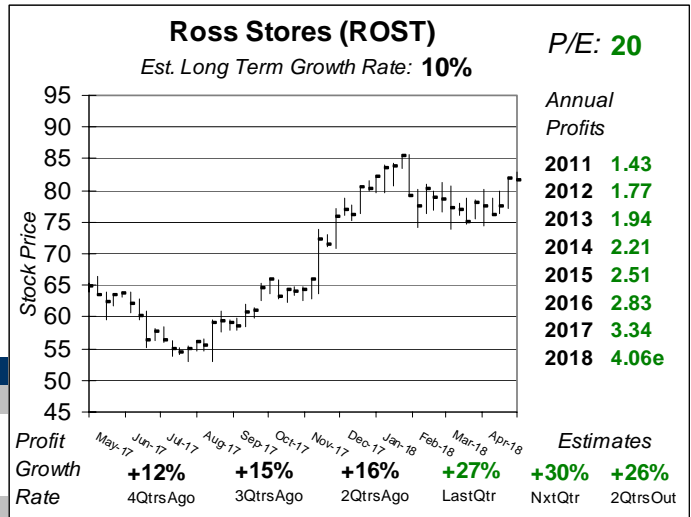 Ross Stores (ROST)
Est. Long Term Growth Rate: 10%
P/E: 20
Annual
Profits
2011 1.43
2012 1.77
2013 1.94
2014 2.21
2015 2.51
2016 2.83
2017 3.34
2018 4.06e
Stock Price
95
90
85
80
75
70
65
60
55
50
45
May-17 Jun-17 Jul-17 Aug-17 Sep-17 Oct-17 Nov-17 Dec-17 Jan-18 Feb-18 Mar-18 Apr-18
Profit Estimates
Growth +12% +15% +16% +27% +30% +26%
Rate 4QtrsAgo 3QtrsAgo 2QtrsAgo LastQtr NxtQtr 2QtrsOut